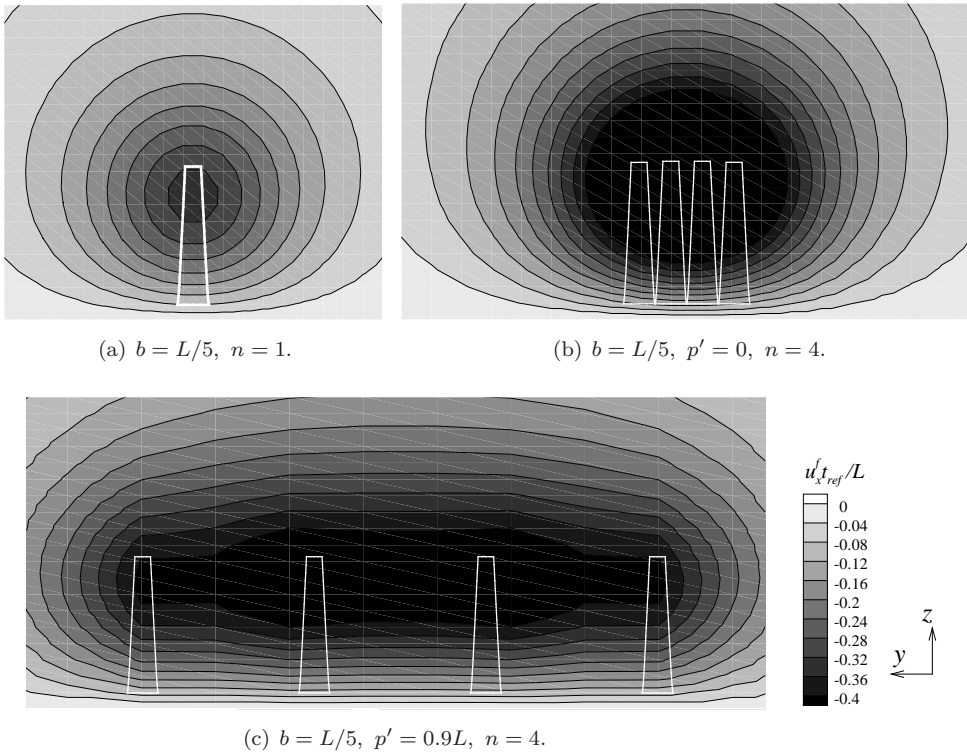 (a) b = L/5, n = 1.
(b) b = L/5, p′ = 0, n = 4.
u_x^f t_ref/L
0
-0.04
-0.08
-0.12
-0.16
-0.2
-0.24
-0.28
-0.32
-0.36
-0.4
z
y
(c) b = L/5, p′ = 0.9L, n = 4.